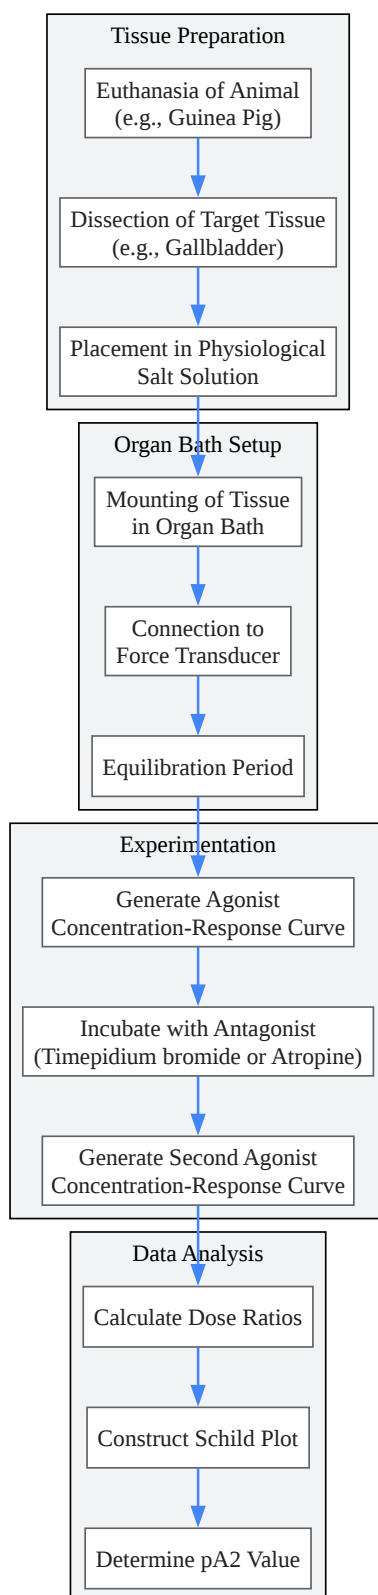 Tissue Preparation
Euthanasia of Animal
(e.g., Guinea Pig)
Dissection of Target Tissue
(e.g., Gallbladder)
Placement in Physiological
Salt Solution
Organ Bath Setup
Mounting of Tissue
in Organ Bath
Connection to
Force Transducer
Equilibration Period
Experimentation
Generate Agonist
Concentration-Response Curve
Incubate with Antagonist
(Timepidium bromide or Atropine)
Generate Second Agonist
Concentration-Response Curve
Data Analysis
Calculate Dose Ratios
Construct Schild Plot
Determine pA2 Value